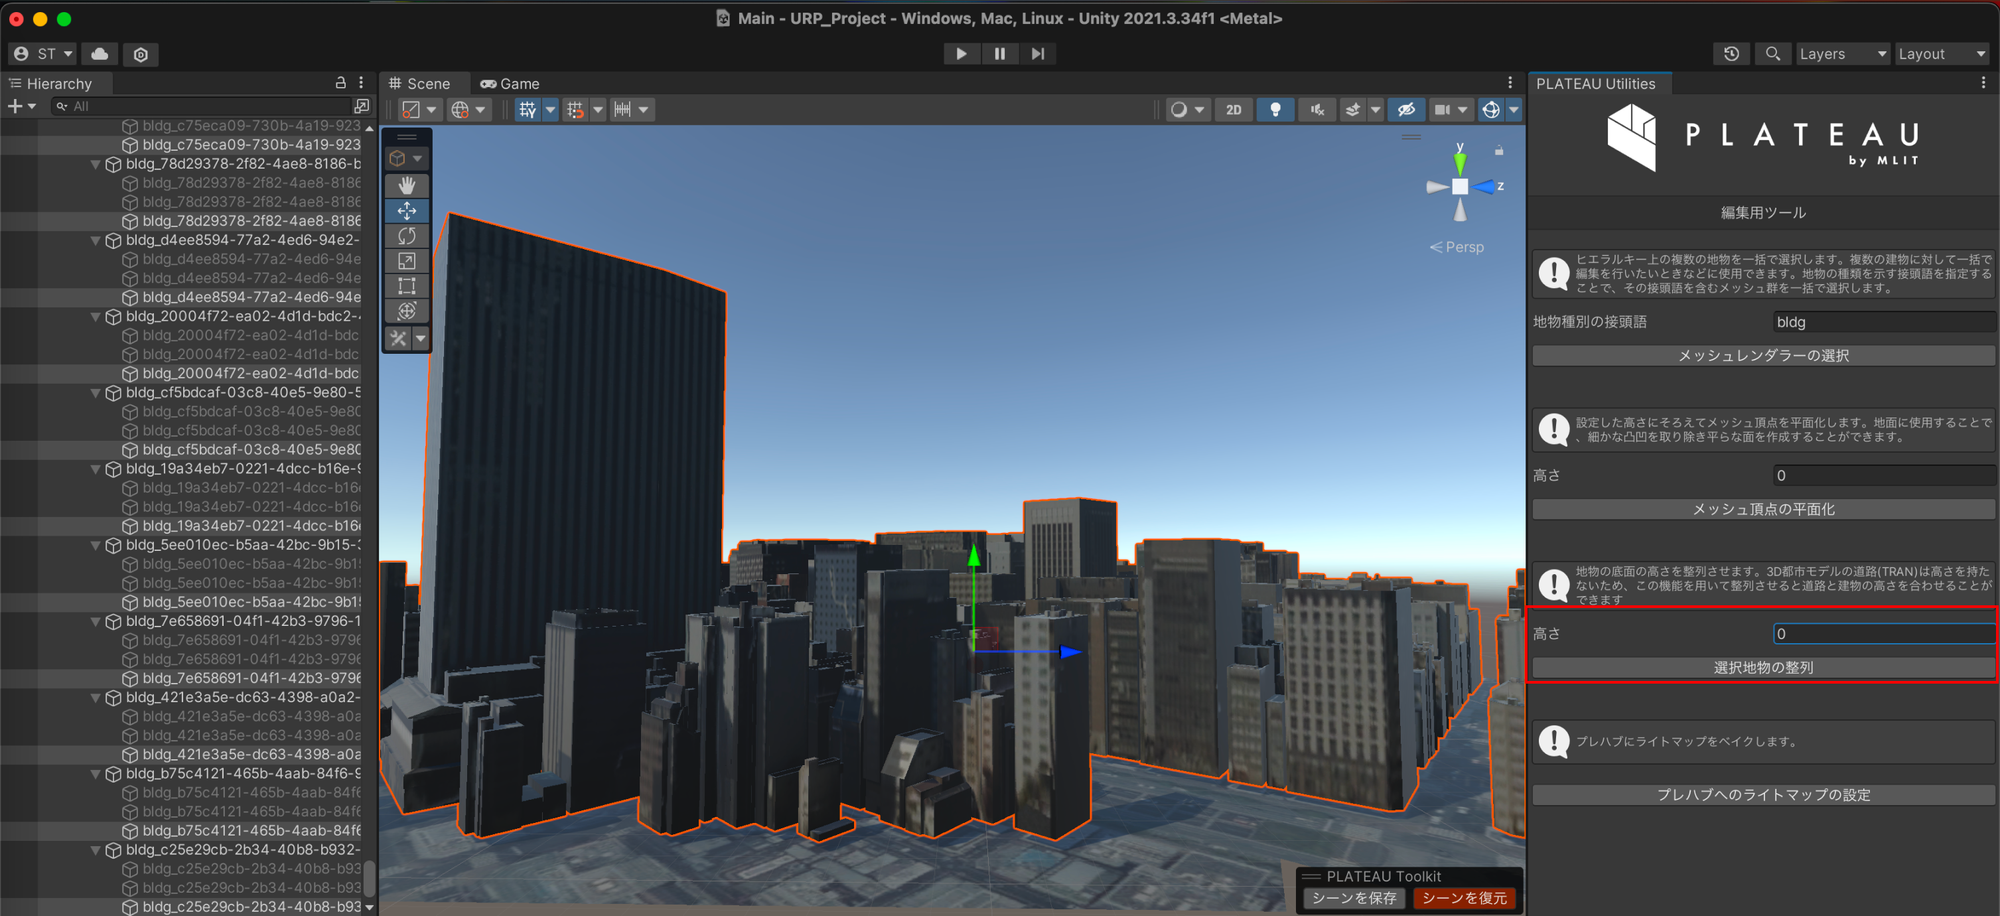 Main - URP_Project - Windows, Mac, Linux - Unity 2021.3.34f1 <Metal>
ST
Layers
Layout
Hierarchy
Scene
Game
PLATEAU Utilities
All
2D
bldg_c75eca09-730b-4a19-923
bldg_c75eca09-730b-4a19-923
bldg_78d29378-2f82-4ae8-8186-b
bldg_78d29378-2f82-4ae8-8186
bldg_78d29378-2f82-4ae8-8186
bldg_78d29378-2f82-4ae8-8186
bldg_d4ee8594-77a2-4ed6-94e2-
bldg_d4ee8594-77a2-4ed6-94e
bldg_d4ee8594-77a2-4ed6-94e
bldg_d4ee8594-77a2-4ed6-94e
bldg_20004f72-ea02-4d1d-bdc2-
bldg_20004f72-ea02-4d1d-bdc
bldg_20004f72-ea02-4d1d-bdc
bldg_20004f72-ea02-4d1d-bdc
bldg_cf5bdcaf-03c8-40e5-9e80-5
bldg_cf5bdcaf-03c8-40e5-9e80
bldg_cf5bdcaf-03c8-40e5-9e80
bldg_cf5bdcaf-03c8-40e5-9e80
bldg_19a34eb7-0221-4dcc-b16e-9
bldg_19a34eb7-0221-4dcc-b16e
bldg_19a34eb7-0221-4dcc-b16e
bldg_19a34eb7-0221-4dcc-b16e
bldg_5ee010ec-b5aa-42bc-9b15-3
bldg_5ee010ec-b5aa-42bc-9b15
bldg_5ee010ec-b5aa-42bc-9b15
bldg_5ee010ec-b5aa-42bc-9b15
bldg_7e658691-04f1-42b3-9796-1
bldg_7e658691-04f1-42b3-9796
bldg_7e658691-04f1-42b3-9796
bldg_7e658691-04f1-42b3-9796
bldg_421e3a5e-dc63-4398-a0a2-
bldg_421e3a5e-dc63-4398-a0a
bldg_421e3a5e-dc63-4398-a0a
bldg_421e3a5e-dc63-4398-a0a
bldg_b75c4121-465b-4aab-84f6-9
bldg_b75c4121-465b-4aab-84f6
bldg_b75c4121-465b-4aab-84f6
bldg_b75c4121-465b-4aab-84f6
bldg_c25e29cb-2b34-40b8-b932-
bldg_c25e29cb-2b34-40b8-b93
bldg_c25e29cb-2b34-40b8-b93
bldg_c25e29cb-2b34-40b8-b93
y
z
Persp
PLATEAU Toolkit
シーンを保存
シーンを復元
PLATEAU
by MLIT
編集用ツール
ヒエラルキー上の複数の地物を一括で選択します。複数の建物に対して一括で
編集を行いたいときなどに使用できます。地物の種類を示す接頭語を指定する
ことで、その接頭語を含むメッシュ群を一括で選択します。
地物種別の接頭語
bldg
メッシュレンダラーの選択
設定した高さにそろえてメッシュ頂点を平面化します。地面に使用することで
、細かな凸凹を取り除き平らな面を作成することができます。
高さ
0
メッシュ頂点の平面化
地物の底面の高さを整列させます。3D都市モデルの道路(TRAN)は高さを持た
ないため、この機能を用いて整列させると道路と建物の高さを合わせることが
できます
高さ
0
選択地物の整列
プレハブにライトマップをベイクします。
プレハブへのライトマップの設定